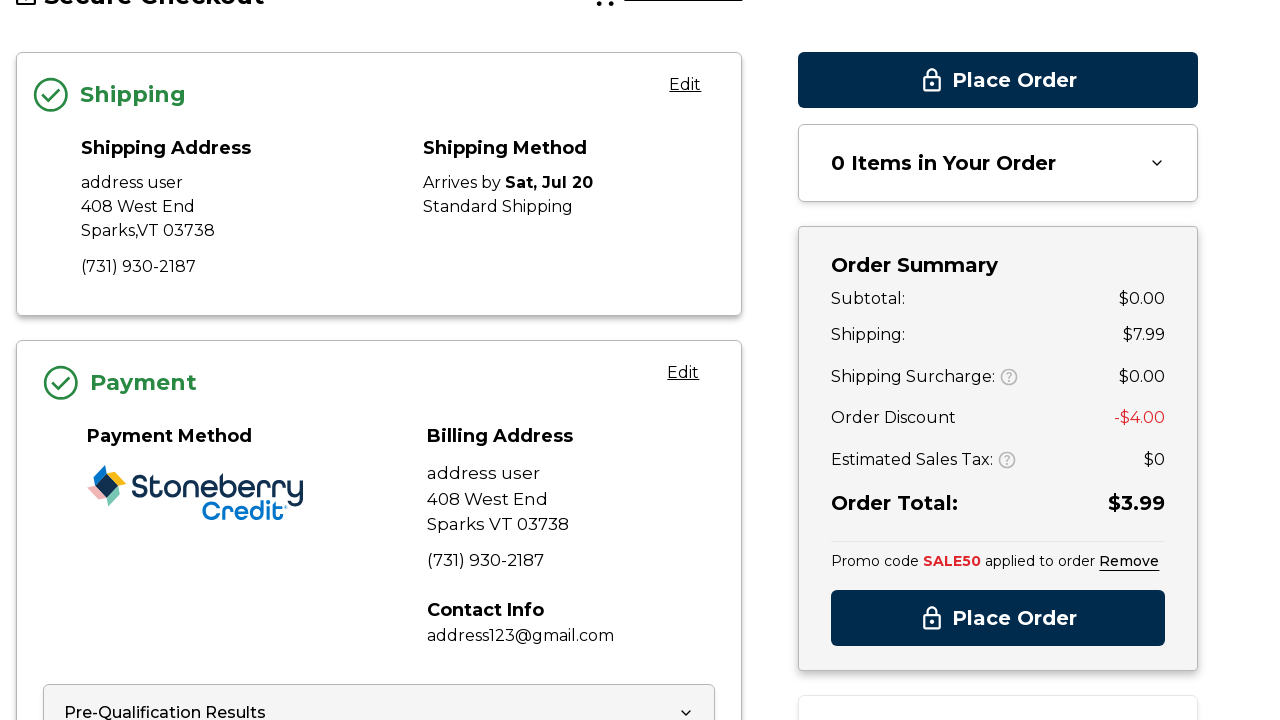 Secure Checkout
Shipping
Edit
Shipping Address
address user
408 West End
Sparks,VT 03738
(731) 930-2187
Shipping Method
Arrives by Sat, Jul 20
Standard Shipping
Payment
Edit
Payment Method
Stoneberry
Credit
Billing Address
address user
408 West End
Sparks VT 03738
(731) 930-2187
Contact Info
address123@gmail.com
Pre-Qualification Results
Place Order
0 Items in Your Order
Order Summary
Subtotal: $0.00
Shipping: $7.99
Shipping Surcharge: ? $0.00
Order Discount -$4.00
Estimated Sales Tax: ? $0
Order Total: $3.99
Promo code SALE50 applied to order Remove
Place Order